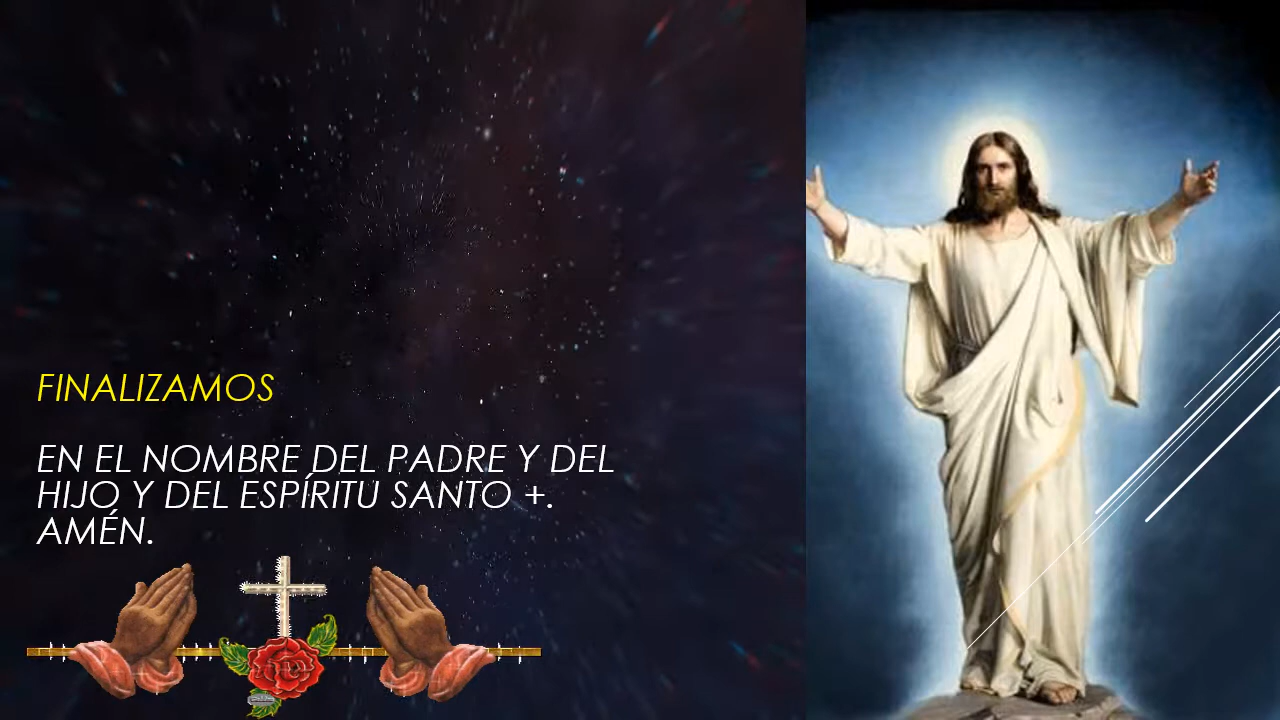 FINALIZAMOS
EN EL NOMBRE DEL PADRE Y DEL
HIJO Y DEL ESPÍRITU SANTO +.
AMÉN.